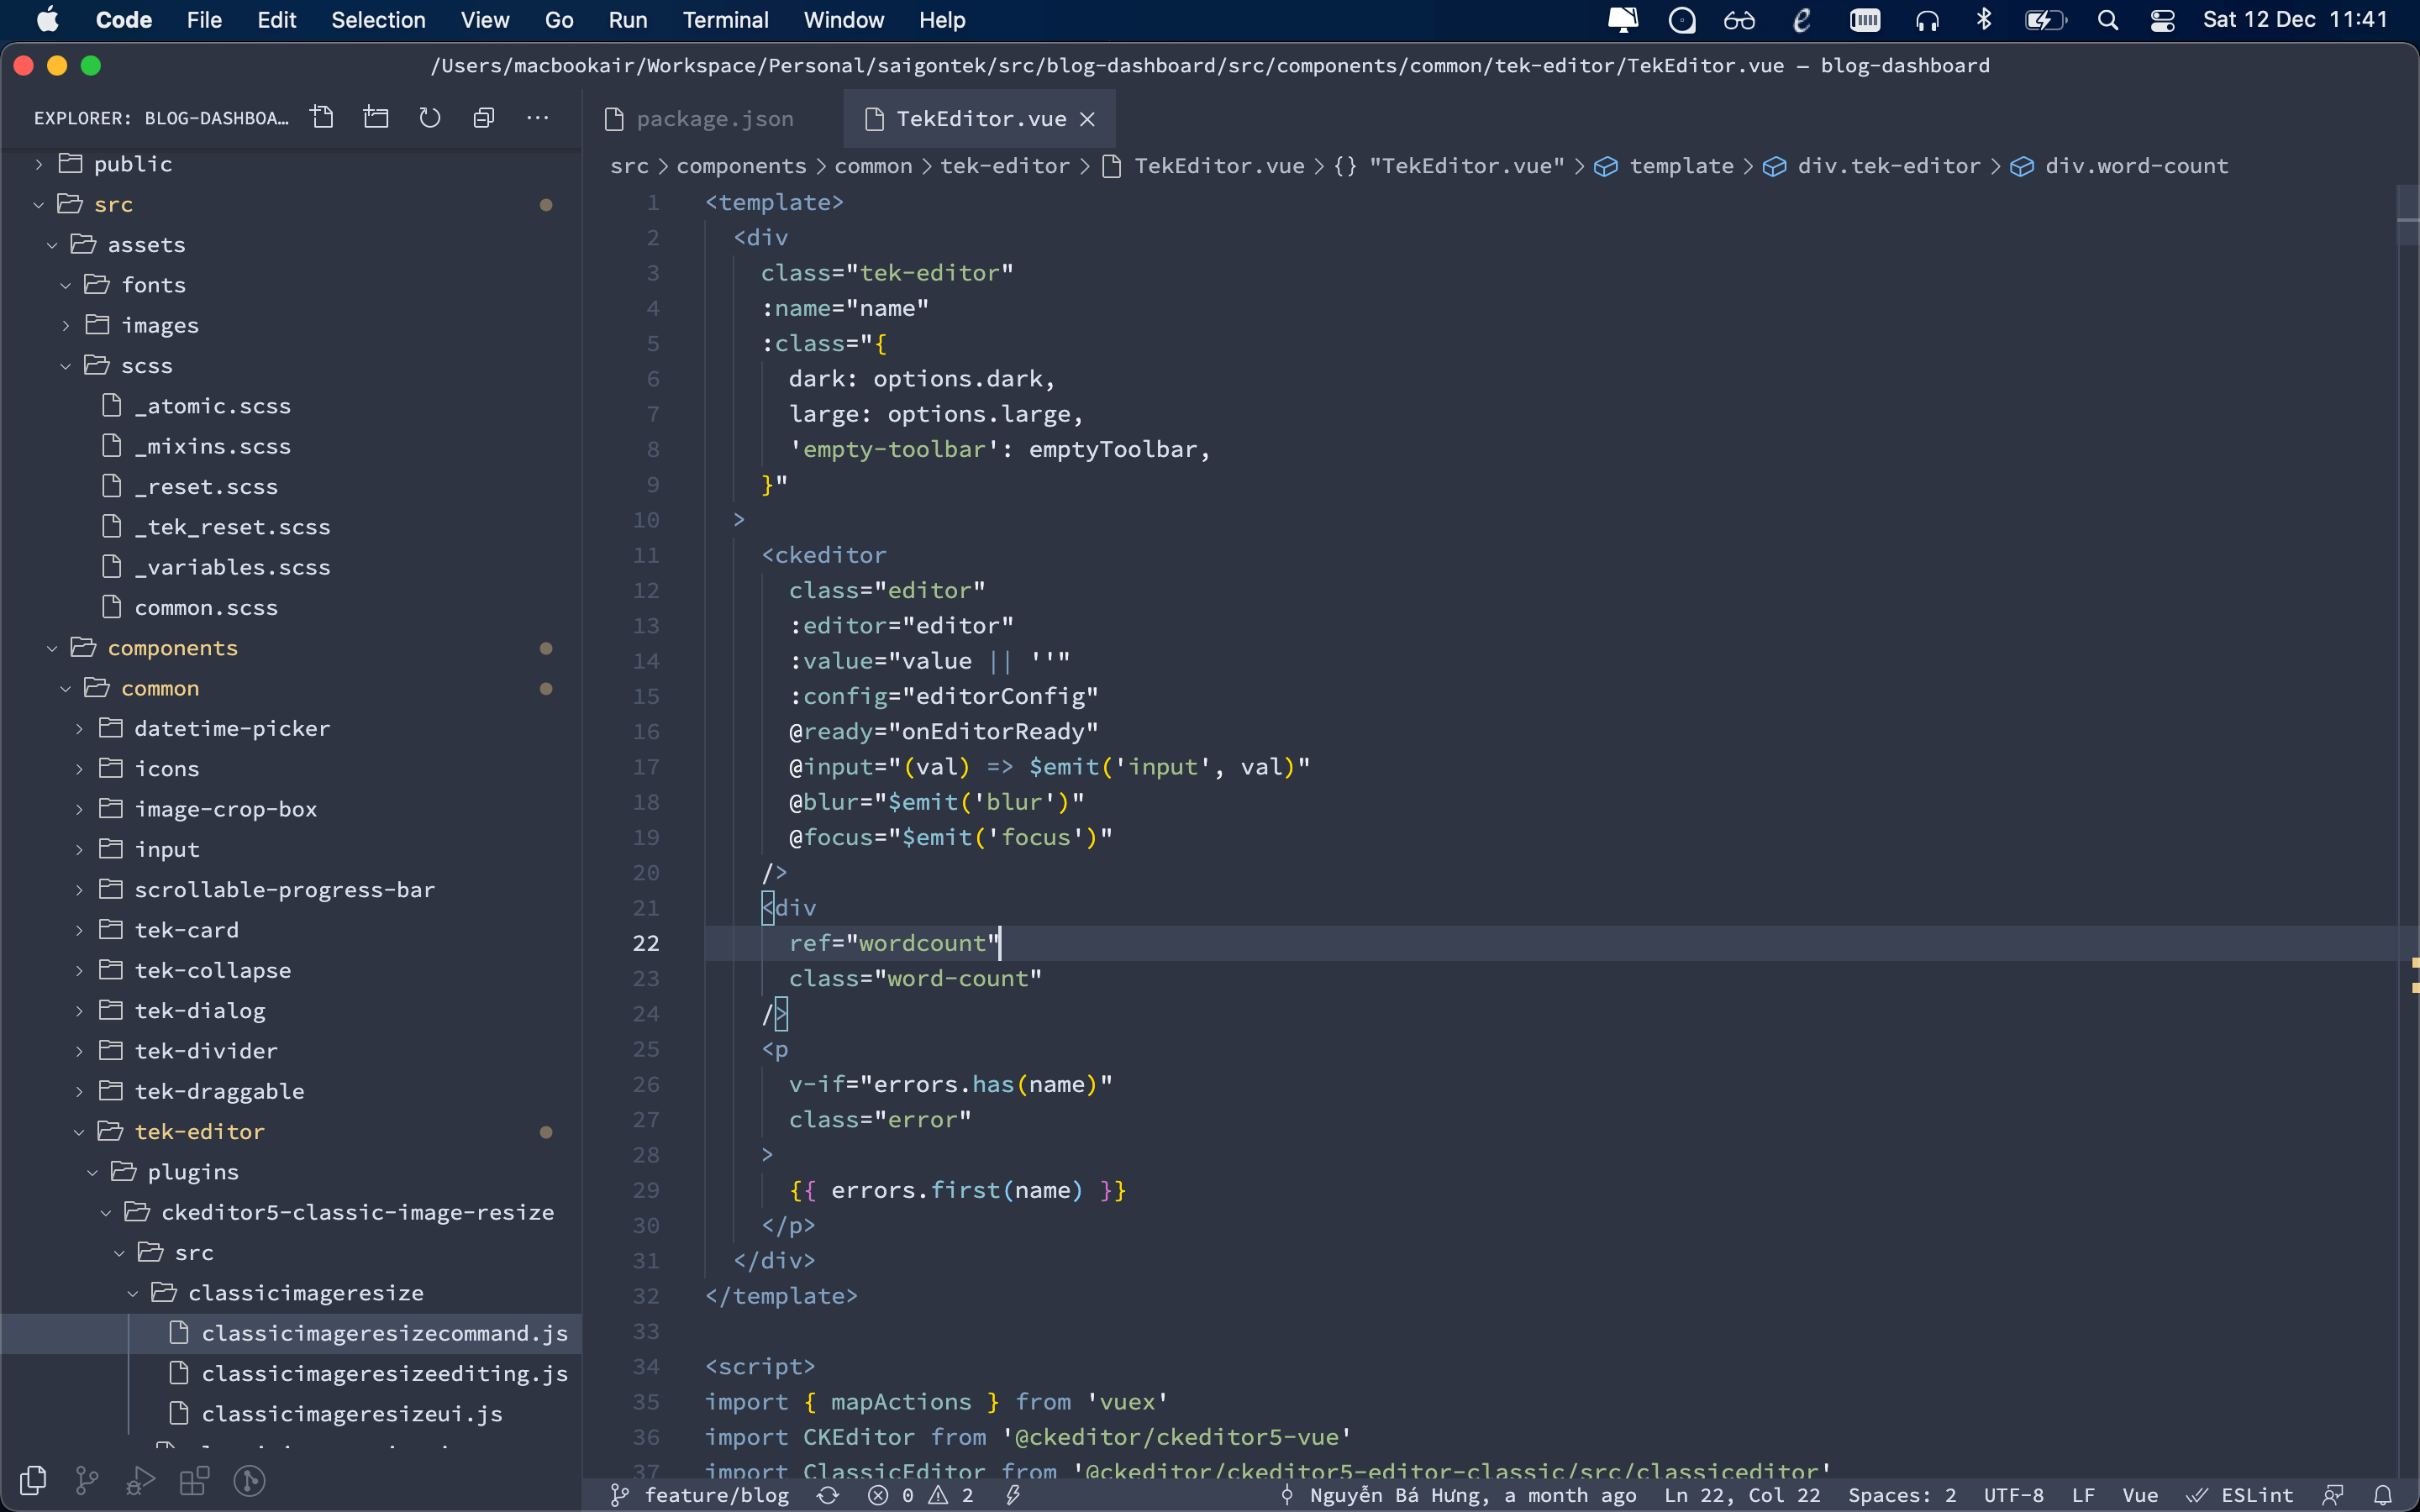 Code File Edit Selection View Go Run Terminal Window Help Sat 12 Dec 11:41
/Users/macbookair/Workspace/Personal/saigontek/src/blog-dashboard/src/components/common/tek-editor/TekEditor.vue — blog-dashboard
EXPLORER: BLOG-DASHBOA…
public
src
assets
fonts
images
scss
_atomic.scss
_mixins.scss
_reset.scss
_tek_reset.scss
_variables.scss
common.scss
components
common
datetime-picker
icons
image-crop-box
input
scrollable-progress-bar
tek-card
tek-collapse
tek-dialog
tek-divider
tek-draggable
tek-editor
plugins
ckeditor5-classic-image-resize
src
classicimageresize
classicimageresizecommand.js
classicimageresizeediting.js
classicimageresizeui.js
package.json TekEditor.vue
src > components > common > tek-editor > TekEditor.vue > {} "TekEditor.vue" > template > div.tek-editor > div.word-count
1 <template>
2 <div
3 class="tek-editor"
4 :name="name"
5 :class="{
6 dark: options.dark,
7 large: options.large,
8 'empty-toolbar': emptyToolbar,
9 }"
10 >
11 <ckeditor
12 class="editor"
13 :editor="editor"
14 :value="value || ''"
15 :config="editorConfig"
16 @ready="onEditorReady"
17 @input="(val) => $emit('input', val)"
18 @blur="$emit('blur')"
19 @focus="$emit('focus')"
20 />
21 <div
22 ref="wordcount"
23 class="word-count"
24 />
25 <p
26 v-if="errors.has(name)"
27 class="error"
28 >
29 {{ errors.first(name) }}
30 </p>
31 </div>
32 </template>
33
34 <script>
35 import { mapActions } from 'vuex'
36 import CKEditor from '@ckeditor/ckeditor5-vue'
37 import ClassicEditor from '@ckeditor/ckeditor5-editor-classic/src/classiceditor'
feature/blog 0 2 Nguyễn Bá Hưng, a month ago Ln 22, Col 22 Spaces: 2 UTF-8 LF Vue ESLint